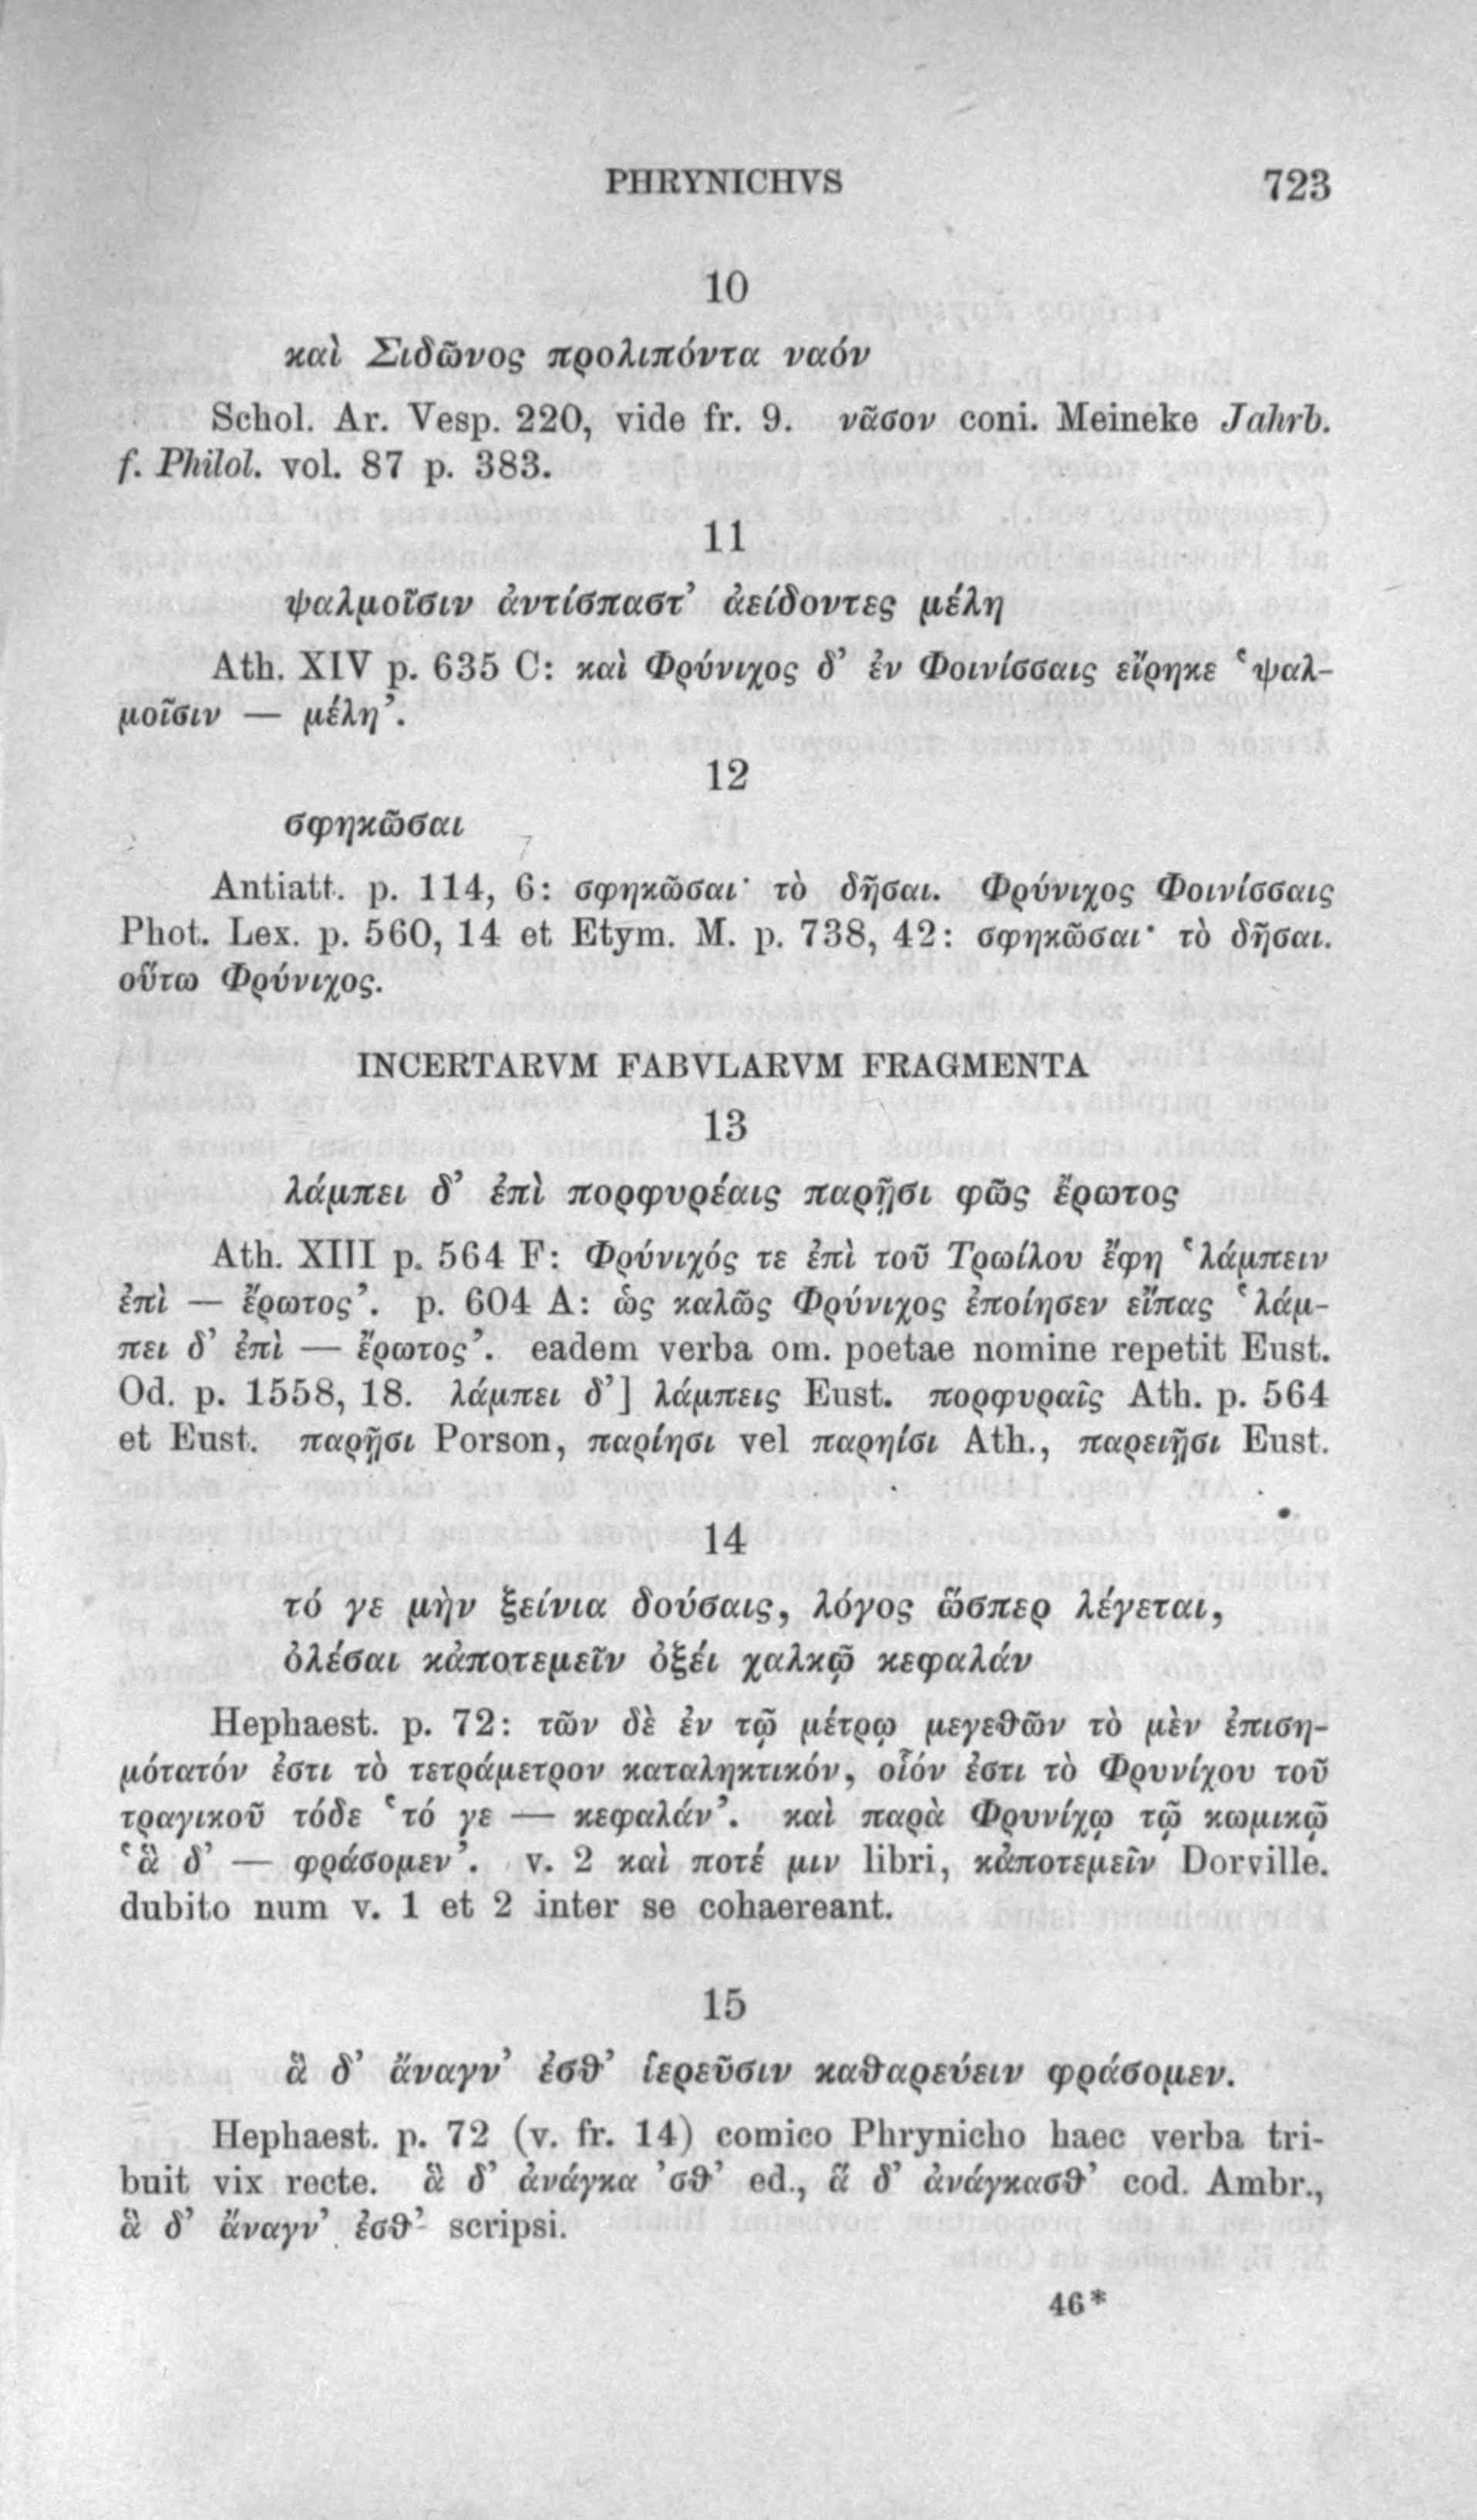 PHRYNICHVS 723
10
καὶ Σιδῶνος προλιπόντα ναόν
Schol. Ar. Vesp. 220, vide fr. 9. νᾶσον coni. Meineke Jahrb.
f. Philol. vol. 87 p. 383.
11
ψαλμοῖσιν ἀντίσπαστ’ ἀείδοντες μέλη
Ath. XIV p. 635 C: καὶ Φρύνιχος δ’ ἐν Φοινίσσαις εἴρηκε ‘ψαλ-
μοῖσιν — μέλη’.
12
σφηκῶσαι
Antiatt. p. 114, 6: σφηκῶσαι· τὸ δῆσαι. Φρύνιχος Φοινίσσαις
Phot. Lex. p. 560, 14 et Etym. M. p. 738, 42: σφηκῶσαι· τὸ δῆσαι.
οὕτω Φρύνιχος.
INCERTARVM FABVLARVM FRAGMENTA
13
λάμπει δ’ ἐπὶ πορφυρέαις παρῇσι φῶς ἔρωτος
Ath. XIII p. 564 F: Φρύνιχός τε ἐπὶ τοῦ Τρωίλου ἔφη ‘λάμπειν
ἐπὶ — ἔρωτος’. p. 604 A: ὡς καλῶς Φρύνιχος ἐποίησεν εἴπας ‘λάμ-
πει δ’ ἐπὶ — ἔρωτος’. eadem verba om. poetae nomine repetit Eust.
Od. p. 1558, 18. λάμπει δ’] λάμπεις Eust. πορφυραῖς Ath. p. 564
et Eust. παρῇσι Porson, παρίησι vel παρηίσι Ath., παρειῇσι Eust.
14
τό γε μὴν ξείνια δούσαις, λόγος ὥσπερ λέγεται,
ὀλέσαι κἀποτεμεῖν ὀξέι χαλκῷ κεφαλάν
Hephaest. p. 72: τῶν δὲ ἐν τῷ μέτρῳ μεγεθῶν τὸ μὲν ἐπιση-
μότατόν ἐστι τὸ τετράμετρον καταληκτικόν, οἷόν ἐστι τὸ Φρυνίχου τοῦ
τραγικοῦ τόδε ‘τό γε — κεφαλάν’. καὶ παρὰ Φρυνίχῳ τῷ κωμικῷ
‘ἃ δ’ — φράσομεν’. v. 2 καὶ ποτέ μιν libri, κἀποτεμεῖν Dorville.
dubito num v. 1 et 2 inter se cohaereant.
15
ἃ δ’ ἄναγν’ ἐσθ’ ἱερεῦσιν καθαρεύειν φράσομεν.
Hephaest. p. 72 (v. fr. 14) comico Phrynicho haec verba tri-
buit vix recte. ἃ δ’ ἀνάγκα ’σθ’ ed., ἅ δ’ ἀνάγκασθ’ cod. Ambr.,
ἃ δ’ ἄναγν’ ἐσθ’ scripsi.
46*